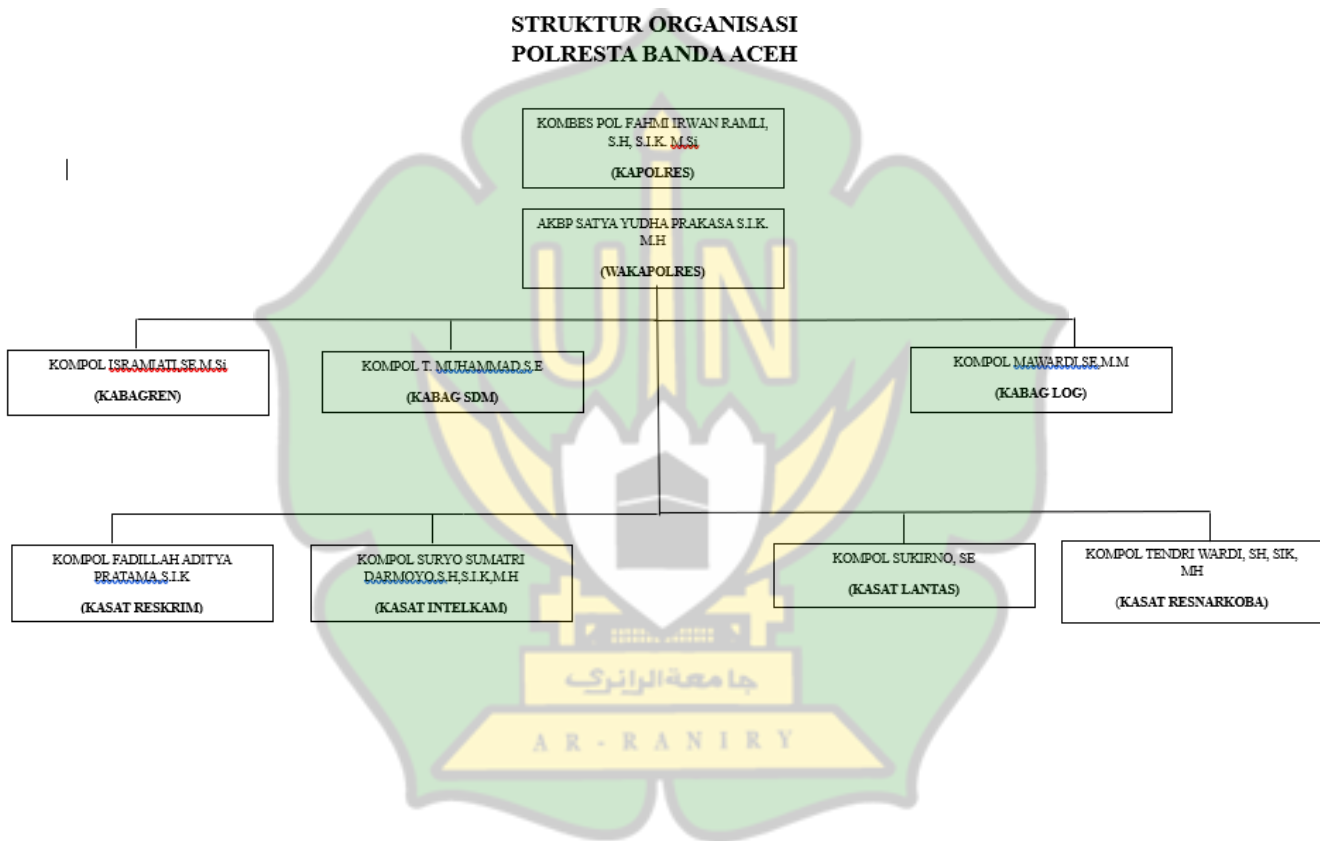 STRUKTUR ORGANISASI
POLRESTA BANDA ACEH
KOMBES POL FAHMI IRWAN RAMLI,
S.H, S.I.K. M.Si
(KAPOLRES)
AKBP SATYA YUDHA PRAKASA S.I.K.
M.H
(WAKAPOLRES)
KOMPOL ISRAMIATI,SE,M.Si
(KABAGREN)
KOMPOL T. MUHAMMAD,S.E
(KABAG SDM)
KOMPOL MAWARDI,SE,M.M
(KABAG LOG)
KOMPOL FADILLAH ADITYA
PRATAMA,S.I.K
(KASAT RESKRIM)
KOMPOL SURYO SUMATRI
DARMOYO,S.H,S.I.K,M.H
(KASAT INTELKAM)
KOMPOL SUKIRNO, SE
(KASAT LANTAS)
KOMPOL TENDRI WARDI, SH, SIK,
MH
(KASAT RESNARKOBA)
UIN
جامعة الرانري
AR-RANIRY